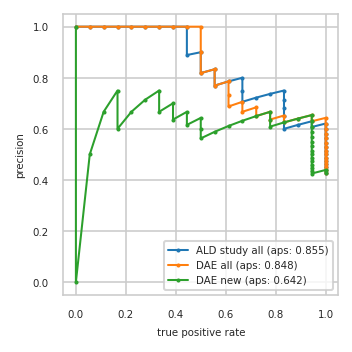 1.0
0.8
0.6
0.4
0.2
0.0
precision
ALD study all (aps: 0.855)
DAE all (aps: 0.848)
DAE new (aps: 0.642)
0.0 0.2 0.4 0.6 0.8 1.0
true positive rate